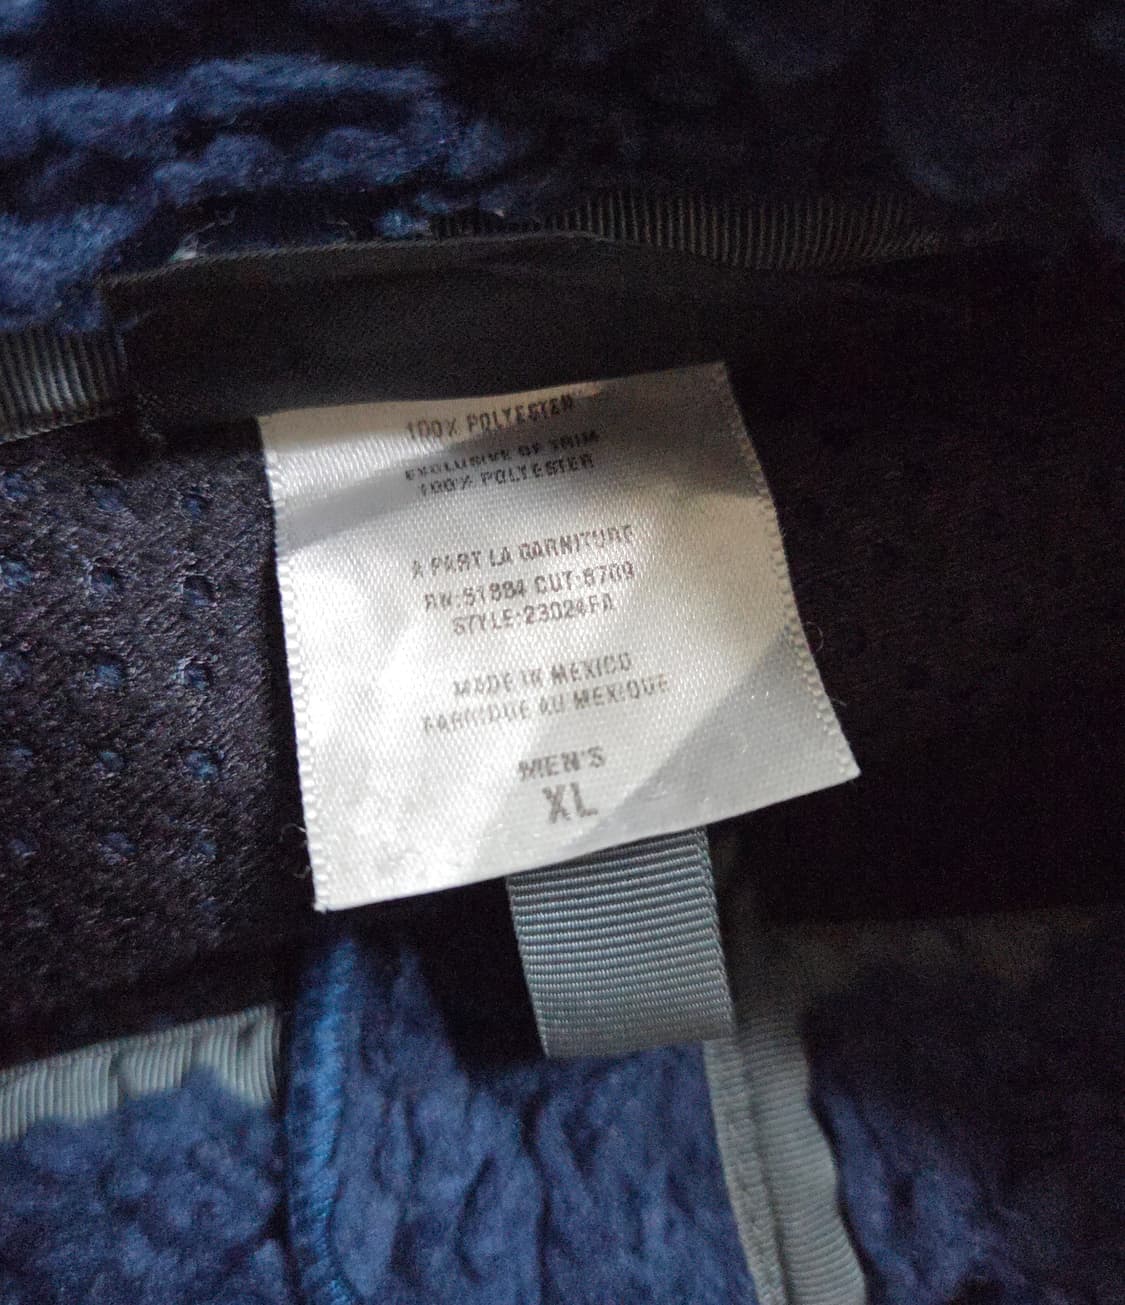 100% POLYESTER
EXCLUSIVE OF TRIM
100% POLYESTER
A PART LA GARNITURE
RN:51884 CUT:8709
STYLE:23024FA
MADE IN MEXICO
FABRIQUE AU MEXIQUE
MEN'S
XL